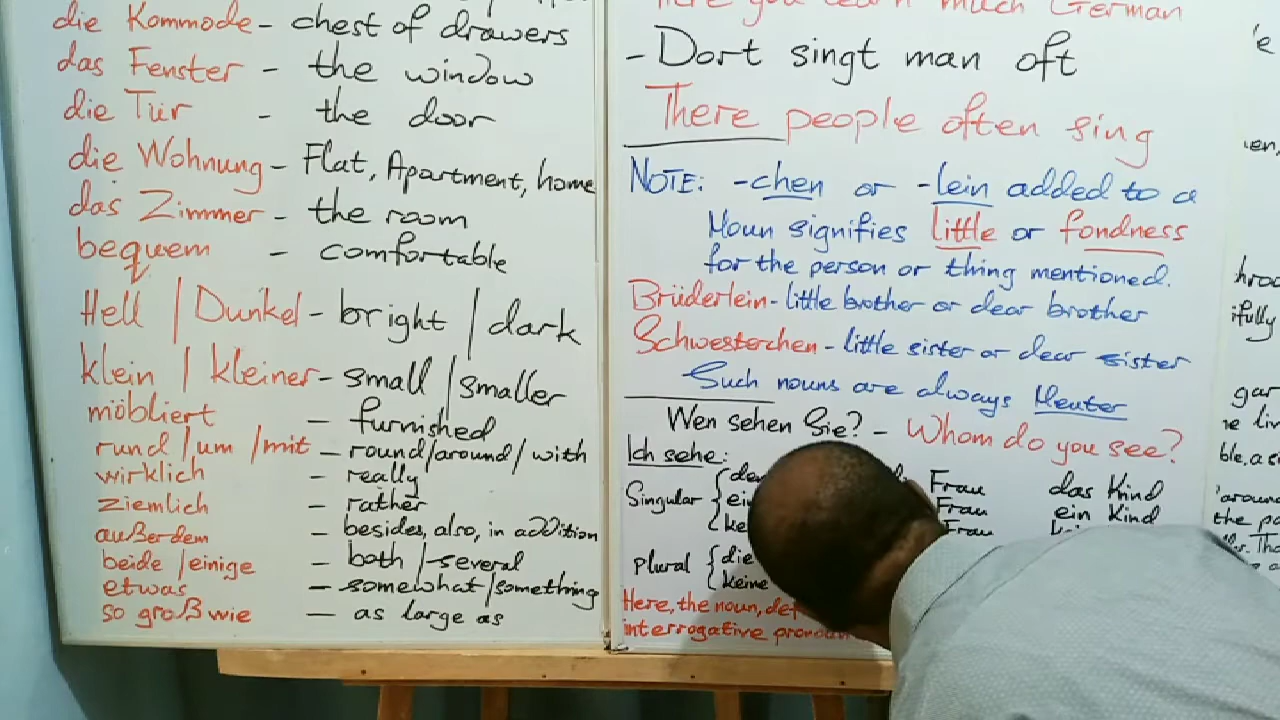 die Kommode - chest of drawers
das Fenster - the window
die Tür - the door
die Wohnung - Flat, Apartment, home
das Zimmer - the room
bequem - comfortable
Hell / Dunkel - bright / dark
klein / kleiner - small / smaller
möbliert - furnished
rund / um / mit - round/around/with
wirklich - really
ziemlich - rather
außerdem - besides, also, in addition
beide / einige - both / several
etwas - somewhat/something
so groß wie - as large as
much German
- Dort singt man oft
There people often sing
NOTE: -chen or -lein added to a
Noun signifies little or fondness
for the person or thing mentioned.
Brüderlein - little brother or dear brother
Schwesterchen - little sister or dear sister
Such nouns are always Neuter
Wen sehen Sie? - Whom do you see?
Ich sehe:
Singular
Frau das Kind
Frau ein Kind
Frau
plural { die
keine
Here, the noun,
interrogative
the